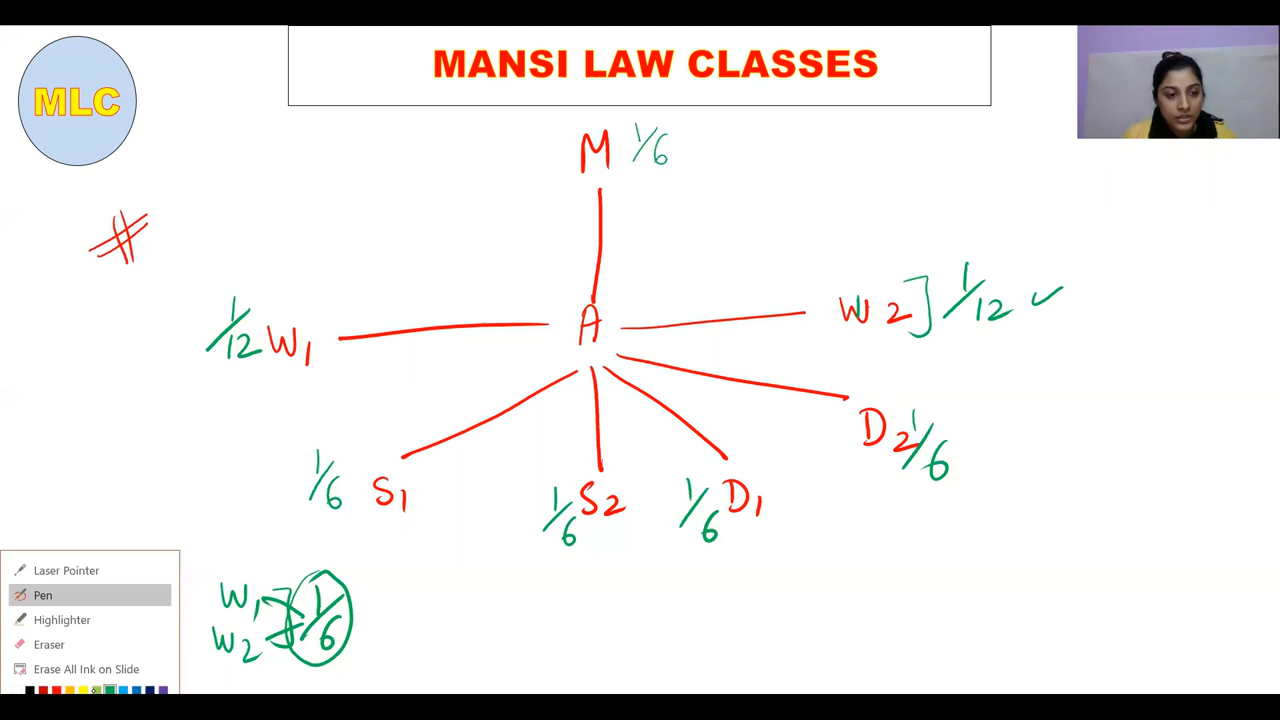 MANSI LAW CLASSES
MLC
M 1/6
#
1/12 W1
A
W2 ] 1/12 ✓
D2 1/6
1/6 S1
1/6 S2
1/6 D1
Laser Pointer
Pen
Highlighter
Eraser
Erase All Ink on Slide
W1
W2
] 1/6